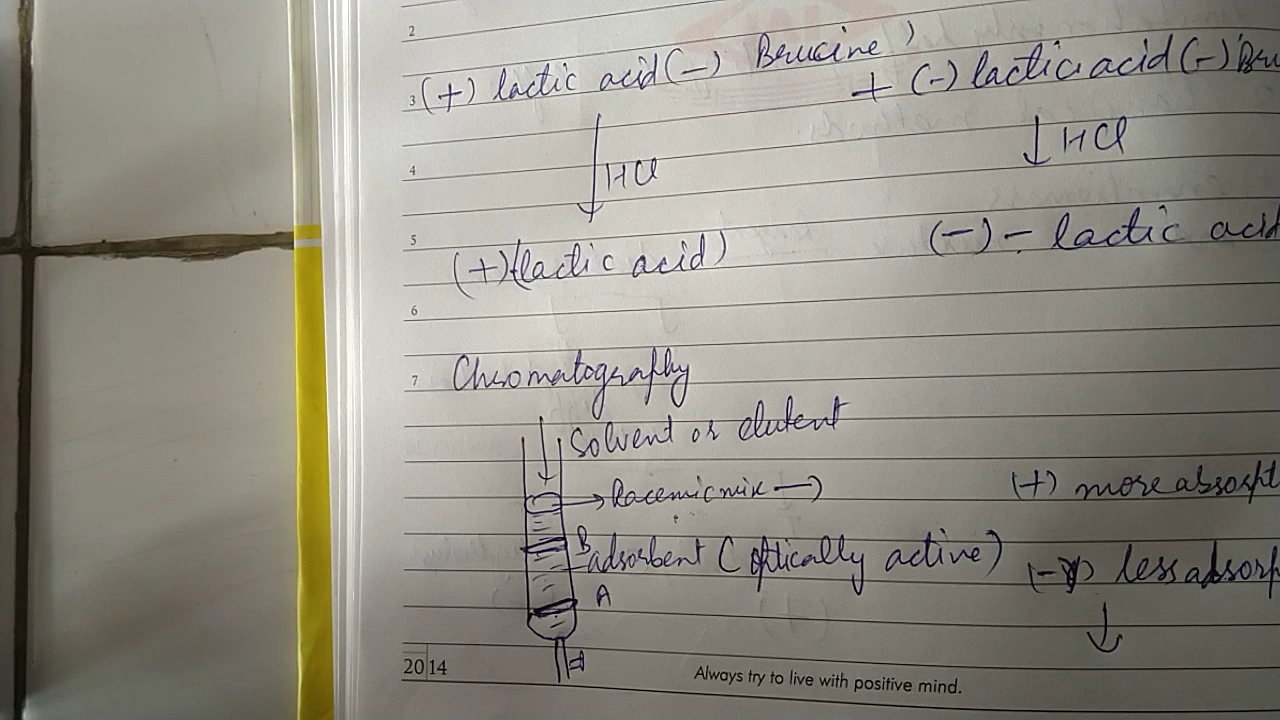 2
3 (+) lactic acid (-) Brucine) + (-) lactic acid (-) Bru
4 ↓ HCl ↓ HCl
5 (+) (lactic acid) (-) - lactic acid
6
7 Chromatography
Solvent or elutent
→ Racemic mix → (+) more absorpt
B
adsorbent (optically active) (-) less adsorp
A
↓
2014 Always try to live with positive mind.